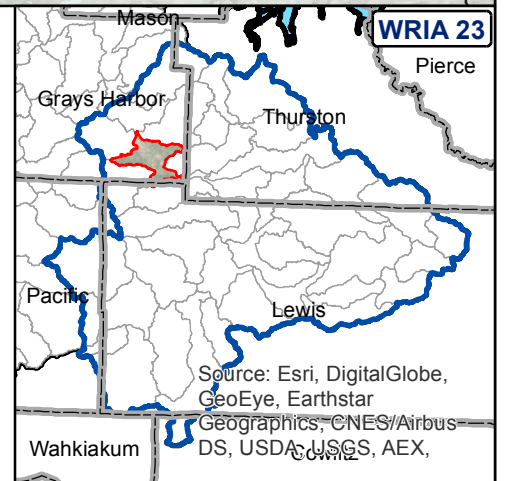 Mason
WRIA 23
Pierce
Grays Harbor
Thurston
Pacific
Lewis
Source: Esri, DigitalGlobe,
GeoEye, Earthstar
Geographics, CNES/Airbus
DS, USDA, USGS, AEX,
Wahkiakum
Cowlitz